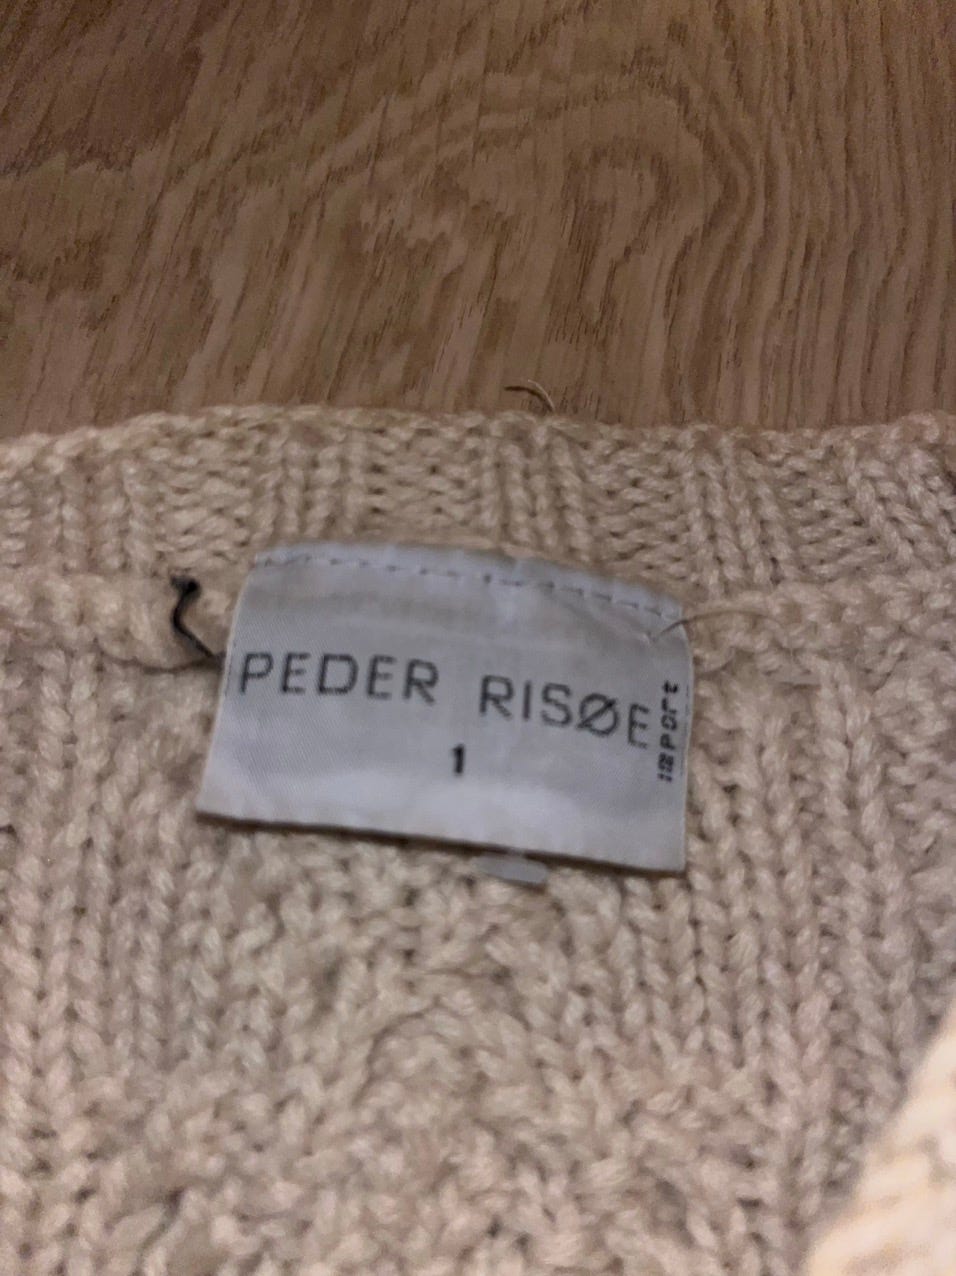 PEDER RISØE
import
1